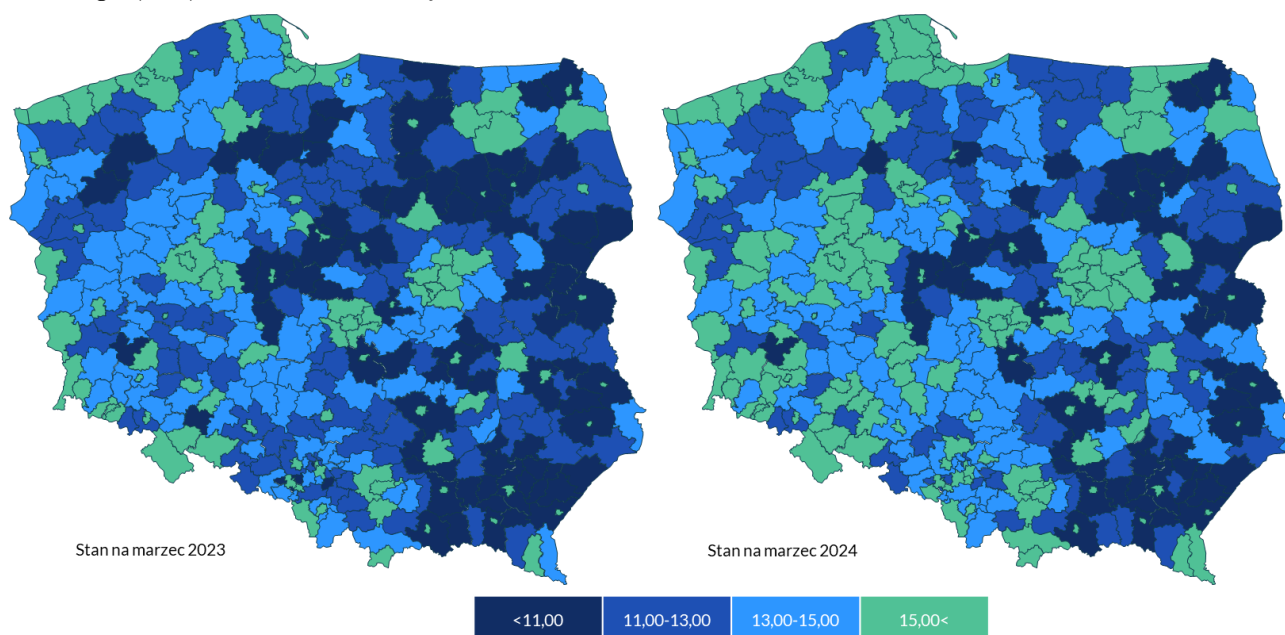 Stan na marzec 2023
Stan na marzec 2024
<11,00
11,00-13,00
13,00-15,00
15,00<